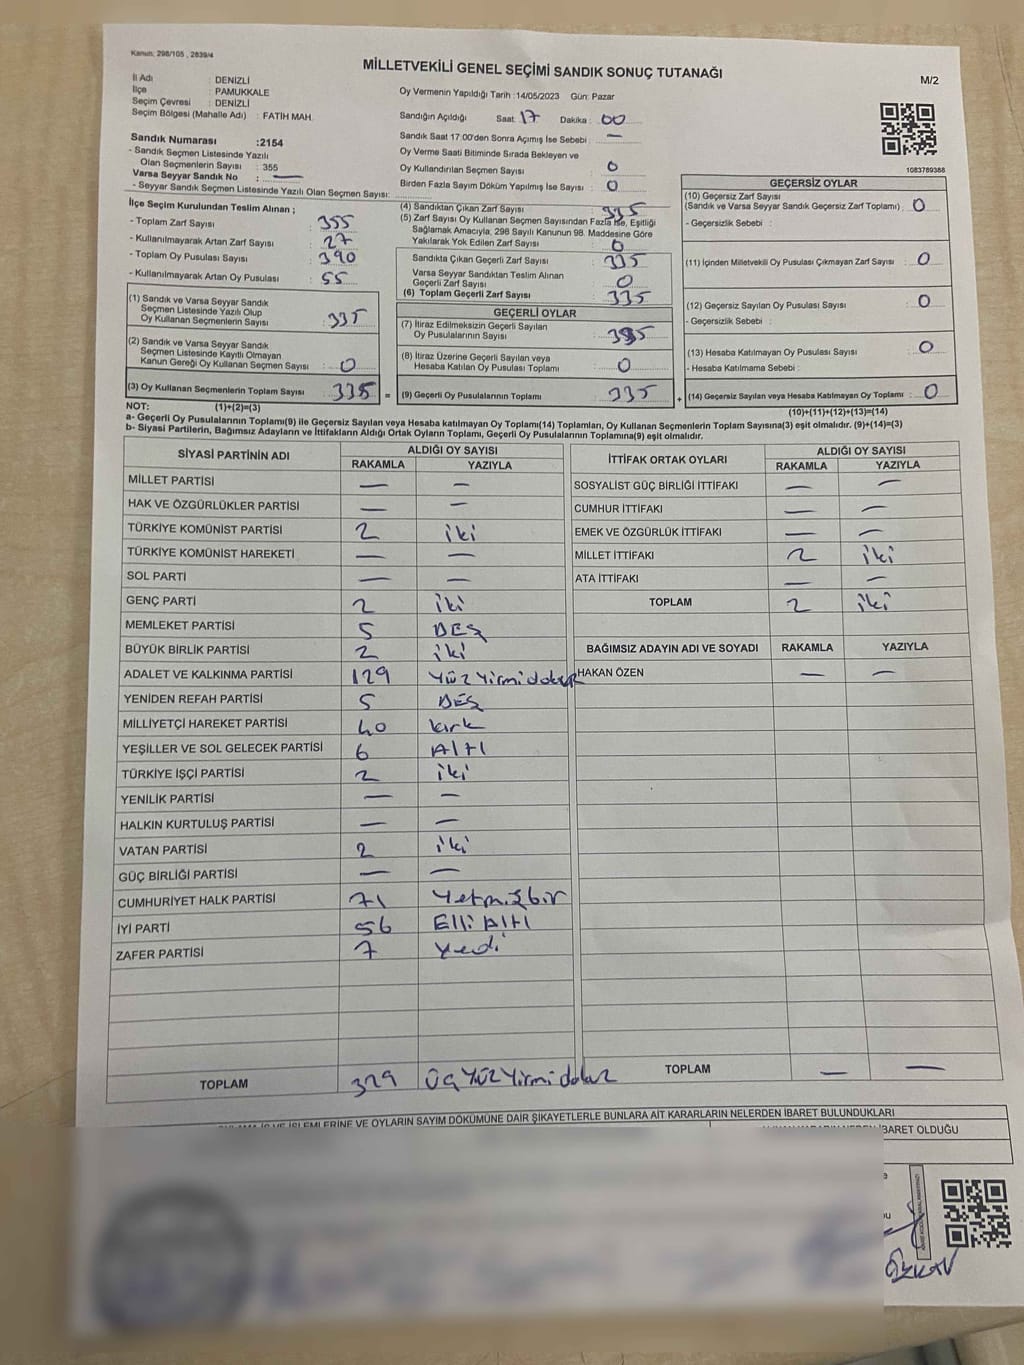 Kanun: 298/105 , 2839/4
MİLLETVEKİLİ GENEL SEÇİMİ SANDIK SONUÇ TUTANAĞI
M/2
İl Adı : DENİZLİ
İlçe : PAMUKKALE
Seçim Çevresi : DENİZLİ
Seçim Bölgesi (Mahalle Adı) : FATİH MAH.
Oy Vermenin Yapıldığı Tarih :14/05/2023 Gün: Pazar
Sandığın Açıldığı Saat : 17 Dakika : 00
Sandık Saat 17:00'den Sonra Açımış İse Sebebi : —
Oy Verme Saati Bitiminde Sırada Bekleyen ve
Oy Kullandırılan Seçmen Sayısı : 0
Birden Fazla Sayım Döküm Yapılmış İse Sayısı : 0
1083789388
Sandık Numarası :2154
- Sandık Seçmen Listesinde Yazılı
Olan Seçmenlerin Sayısı : 355
Varsa Seyyar Sandık No : —
- Seyyar Sandık Seçmen Listesinde Yazılı Olan Seçmen Sayısı:
İlçe Seçim Kurulundan Teslim Alınan ;
- Toplam Zarf Sayısı : 355
- Kullanılmayarak Artan Zarf Sayısı : 27
- Toplam Oy Pusulası Sayısı : 390
- Kullanılmayarak Artan Oy Pusulası : 55
(1) Sandık ve Varsa Seyyar Sandık
Seçmen Listesinde Yazılı Olup
Oy Kullanan Seçmenlerin Sayısı : 335
(2) Sandık ve Varsa Seyyar Sandık
Seçmen Listesinde Kayıtlı Olmayan
Kanun Gereği Oy Kullanan Seçmen Sayısı : 0
(3) Oy Kullanan Seçmenlerin Toplam Sayısı : 335 =
(4) Sandıktan Çıkan Zarf Sayısı : 335
(5) Zarf Sayısı Oy Kullanan Seçmen Sayısından Fazla İse, Eşitliği
Sağlamak Amacıyla, 298 Sayılı Kanunun 98. Maddesine Göre
Yakılarak Yok Edilen Zarf Sayısı : 0
Sandıkta Çıkan Geçerli Zarf Sayısı : 335
Varsa Seyyar Sandıktan Teslim Alınan
Geçerli Zarf Sayısı : 0
(6) Toplam Geçerli Zarf Sayısı : 335
GEÇERLİ OYLAR
(7) İtiraz Edilmeksizin Geçerli Sayılan
Oy Pusulalarının Sayısı : 335
(8) İtiraz Üzerine Geçerli Sayılan veya
Hesaba Katılan Oy Pusulası Toplamı : 0
(9) Geçerli Oy Pusulalarının Toplamı : 335 +
GEÇERSİZ OYLAR
(10) Geçersiz Zarf Sayısı
(Sandık ve Varsa Seyyar Sandık Geçersiz Zarf Toplamı) : 0
- Geçersizlik Sebebi :
(11) İçinden Milletvekili Oy Pusulası Çıkmayan Zarf Sayısı : 0
(12) Geçersiz Sayılan Oy Pusulası Sayısı : 0
- Geçersizlik Sebebi :
(13) Hesaba Katılmayan Oy Pusulası Sayısı : 0
- Hesaba Katılmama Sebebi :
(14) Geçersiz Sayılan veya Hesaba Katılmayan Oy Toplamı : 0
NOT: (1)+(2)=(3)
(10)+(11)+(12)+(13)=(14)
a- Geçerli Oy Pusulalarının Toplamı(9) ile Geçersiz Sayılan veya Hesaba katılmayan Oy Toplamı(14) Toplamları, Oy Kullanan Seçmenlerin Toplam Sayısına(3) eşit olmalıdır. (9)+(14)=(3)
b- Siyasi Partilerin, Bağımsız Adayların ve İttifakların Aldığı Ortak Oyların Toplamı, Geçerli Oy Pusulalarının Toplamına(9) eşit olmalıdır.
SİYASİ PARTİNİN ADI ALDIĞI OY SAYISI
RAKAMLA YAZIYLA
MİLLET PARTİSİ — —
HAK VE ÖZGÜRLÜKLER PARTİSİ — —
TÜRKİYE KOMÜNİST PARTİSİ 2 iki
TÜRKİYE KOMÜNİST HAREKETİ — —
SOL PARTİ — —
GENÇ PARTİ 2 iki
MEMLEKET PARTİSİ 5 BEŞ
BÜYÜK BİRLİK PARTİSİ 2 iki
ADALET VE KALKINMA PARTİSİ 129 Yüz Yirmi dokuz
YENİDEN REFAH PARTİSİ 5 BEŞ
MİLLİYETÇİ HAREKET PARTİSİ 40 kırk
YEŞİLLER VE SOL GELECEK PARTİSİ 6 Altı
TÜRKİYE İŞÇİ PARTİSİ 2 iki
YENİLİK PARTİSİ — —
HALKIN KURTULUŞ PARTİSİ — —
VATAN PARTİSİ 2 iki
GÜÇ BİRLİĞİ PARTİSİ — —
CUMHURİYET HALK PARTİSİ 71 Yetmişbir
İYİ PARTİ 56 Elli Altı
ZAFER PARTİSİ 7 Yedi
TOPLAM 329 Üç Yüz Yirmi dokuz
İTTİFAK ORTAK OYLARI ALDIĞI OY SAYISI
RAKAMLA YAZIYLA
SOSYALİST GÜÇ BİRLİĞİ İTTİFAKI — —
CUMHUR İTTİFAKI — —
EMEK VE ÖZGÜRLÜK İTTİFAKI — —
MİLLET İTTİFAKI 2 iki
ATA İTTİFAKI — —
TOPLAM 2 iki
BAĞIMSIZ ADAYIN ADI VE SOYADI RAKAMLA YAZIYLA
HAKAN ÖZEN — —
TOPLAM — —
İŞLEMLERİNE VE OYLARIN SAYIM DÖKÜMÜNE DAİR ŞİKAYETLERLE BUNLARA AİT KARARLARIN NELERDEN İBARET BULUNDUKLARI
İBARET OLDUĞU
ÖZKAN